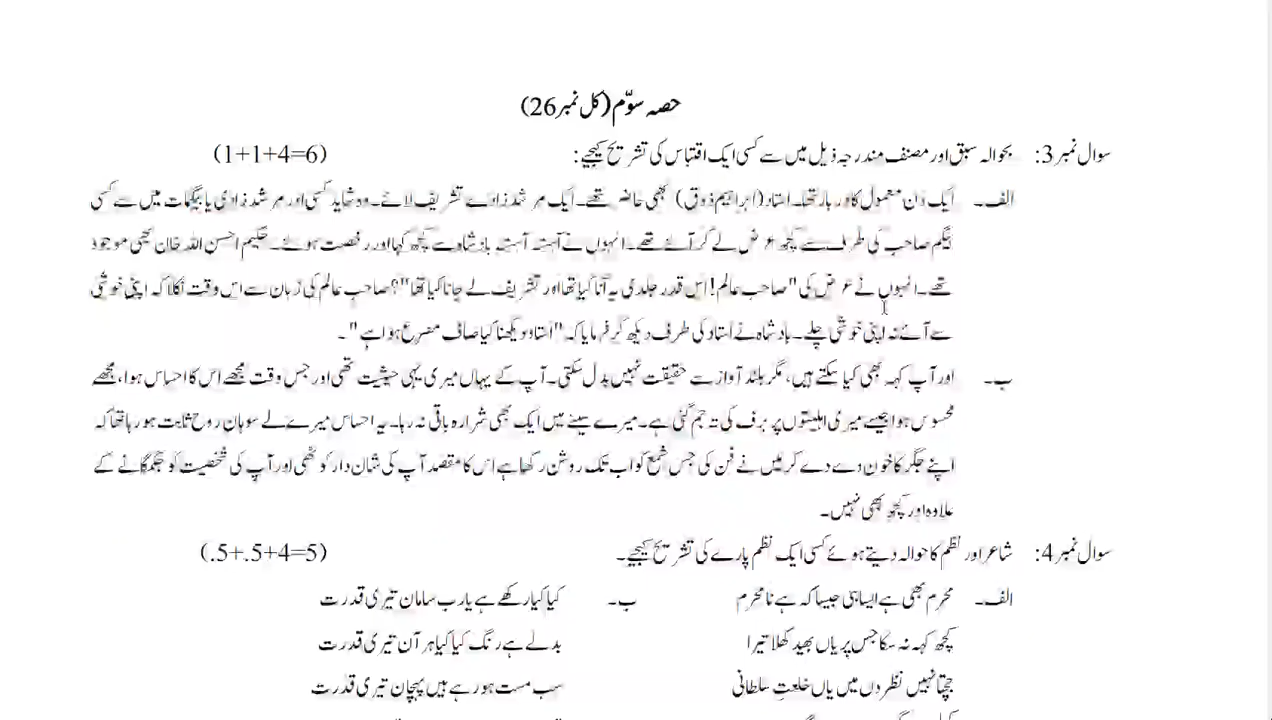 حصہ سوّم (کل نمبر 26)
سوال نمبر 3: بحوالہ سبق اور مصنف مندرجہ ذیل میں سے کسی ایک اقتباس کی تشریح کیجیے: (1+1+4=6)
الف۔ ایک دن معمول کا دربار تھا۔ استاد (ابراہیم ذوق) بھی حاضر تھے۔ ایک مرشد زادے تشریف لائے۔ وہ شاید کسی اور مرشد زادی یا بیگمات میں سے کسی
بیگم صاحب کی طرف سے کچھ عرض لے کر آئے تھے۔ انہوں نے آہستہ آہستہ بادشاہ سے کچھ کہا اور رخصت ہوئے۔ حکیم احسن اللہ خان بھی موجود
تھے۔ انہوں نے عرض کی "صاحب عالم! اس قدر جلدی یہ آنا کیا تھا اور تشریف لے جانا کیا تھا"؟ صاحب عالم کی زبان سے اس وقت نکلا کہ اپنی خوشی
سے آئے نہ اپنی خوشی چلے۔ بادشاہ نے استاد کی طرف دیکھ کر فرمایا کہ "استاد دیکھنا کیا صاف مصرع ہوا ہے"۔
ب۔ اور آپ کہہ بھی کیا سکتے ہیں، مگر بلند آواز سے حقیقت نہیں بدل سکتی۔ آپ کے یہاں میری یہی حیثیت تھی اور جس وقت مجھے اس کا احساس ہوا، مجھے
محسوس ہوا جیسے میری اہلیتوں پر برف کی تہ جم گئی ہے۔ میرے سینے میں ایک بھی شرارہ باقی نہ رہا۔ یہ احساس میرے لے سوہانِ روح ثابت ہو رہا تھا کہ
اپنے جگر کا خون دے دے کر میں نے فن کی جس شمع کو اب تک روشن رکھا ہے اس کا مقصد آپ کی شان دار کوٹھی اور آپ کی شخصیت کو جگمگانے کے
علاوہ اور کچھ بھی نہیں۔
سوال نمبر 4: شاعر اور نظم کا حوالہ دیتے ہوئے کسی ایک نظم پارے کی تشریح کیجیے۔ (.5+.5+4=5)
الف۔ محرم بھی ہے ایسا ہی جیسا کہ ہے نامحرم ب۔ کیا کیا رکھے ہے یارب سامان تیری قدرت
کچھ کہہ نہ سکا جس پر یاں بھید کھلا تیرا بدلے ہے رنگ کیا کیا ہر آن تیری قدرت
جچتا نہیں نظروں میں یاں خلعتِ سلطانی سب مست ہو رہے ہیں پہچان تیری قدرت